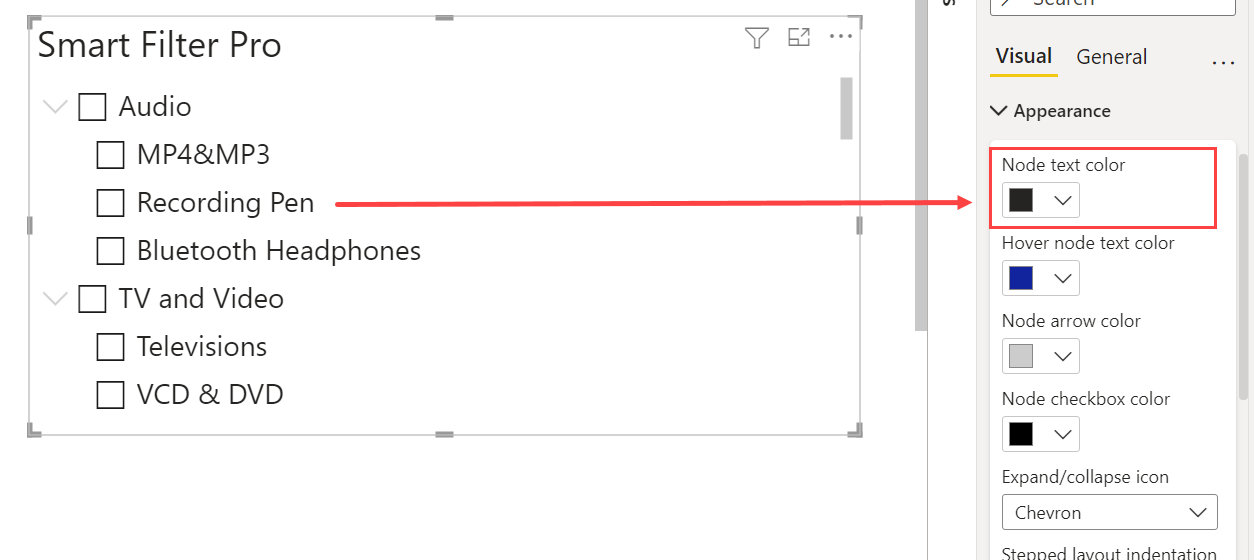 Smart Filter Pro
Audio
MP4&MP3
Recording Pen
Bluetooth Headphones
TV and Video
Televisions
VCD & DVD
Search
Visual General
Appearance
Node text color
Hover node text color
Node arrow color
Node checkbox color
Expand/collapse icon
Chevron
Stepped layout indentation